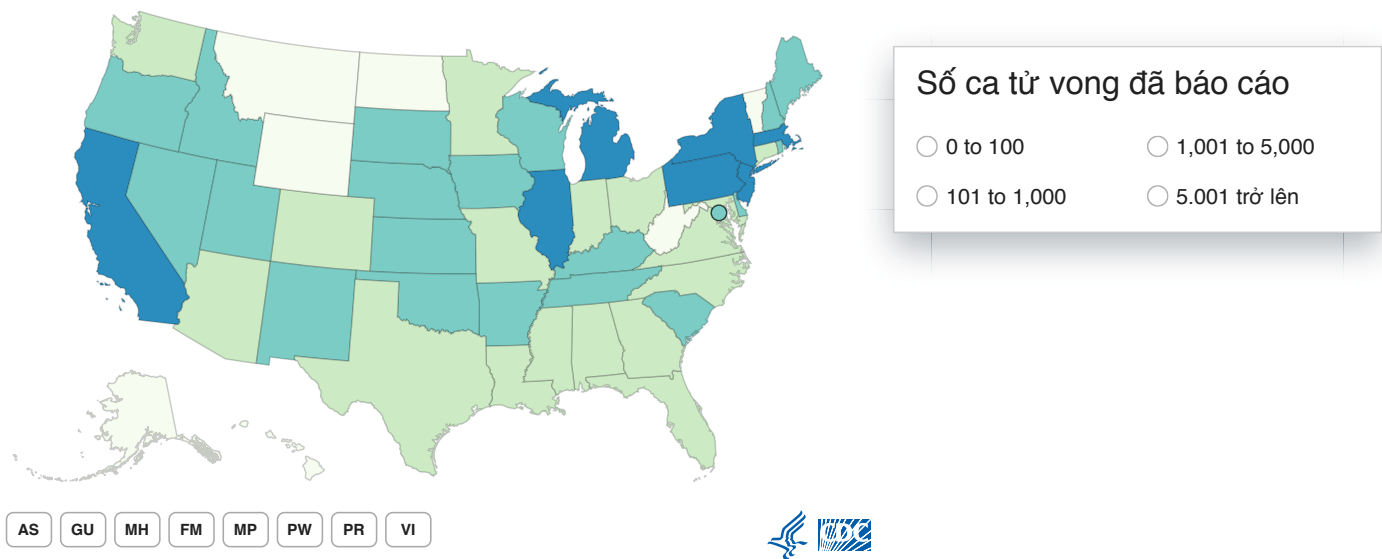 Số ca tử vong đã báo cáo
0 to 100
1,001 to 5,000
101 to 1,000
5.001 trở lên
AS GU MH FM MP PW PR VI
CDC